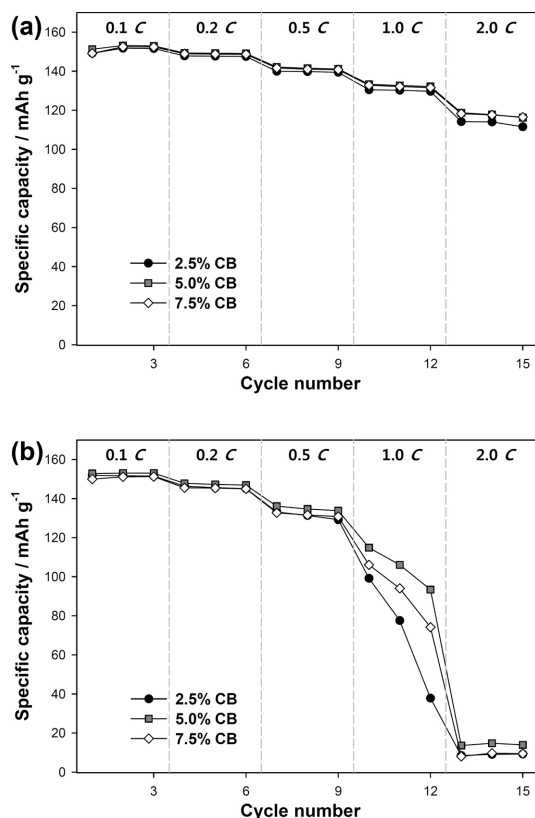 (a)
0.1 C 0.2 C 0.5 C 1.0 C 2.0 C
160
140
120
100
80
60
40
20
0
Specific capacity / mAh g-1
2.5% CB
5.0% CB
7.5% CB
3 6 9 12 15
Cycle number
(b)
0.1 C 0.2 C 0.5 C 1.0 C 2.0 C
160
140
120
100
80
60
40
20
0
Specific capacity / mAh g-1
2.5% CB
5.0% CB
7.5% CB
3 6 9 12 15
Cycle number